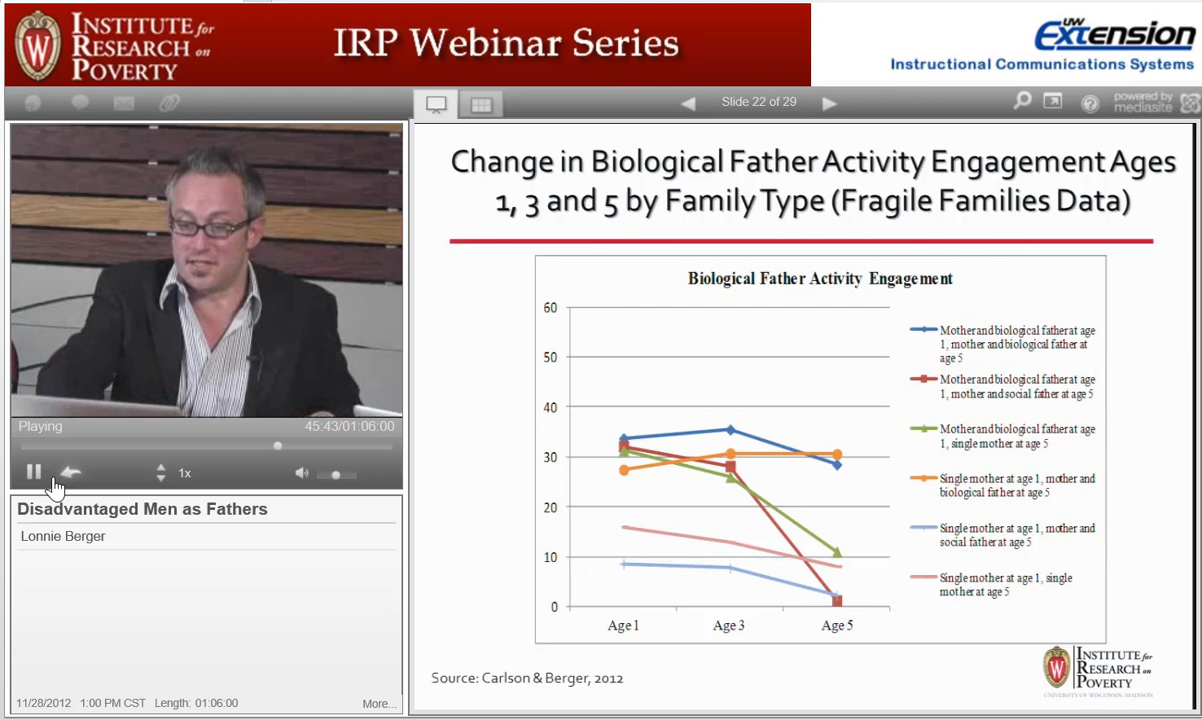 INSTITUTE for
RESEARCH on
POVERTY
IRP Webinar Series
UW
Extension
Instructional Communications Systems
Slide 22 of 29
powered by
mediasite
Change in Biological Father Activity Engagement Ages
1, 3 and 5 by Family Type (Fragile Families Data)
Biological Father Activity Engagement
60
50
40
30
20
10
0
Age 1
Age 3
Age 5
Mother and biological father at age
1, mother and biological father at
age 5
Mother and biological father at age
1, mother and social father at age 5
Mother and biological father at age
1, single mother at age 5
Single mother at age 1, mother and
biological father at age 5
Single mother at age 1, mother and
social father at age 5
Single mother at age 1, single
mother at age 5
Source: Carlson & Berger, 2012
INSTITUTE for
RESEARCH on
POVERTY
UNIVERSITY OF WISCONSIN-MADISON
Playing
45:43/01:06:00
1x
Disadvantaged Men as Fathers
Lonnie Berger
11/28/2012 1:00 PM CST Length: 01:06:00
More...